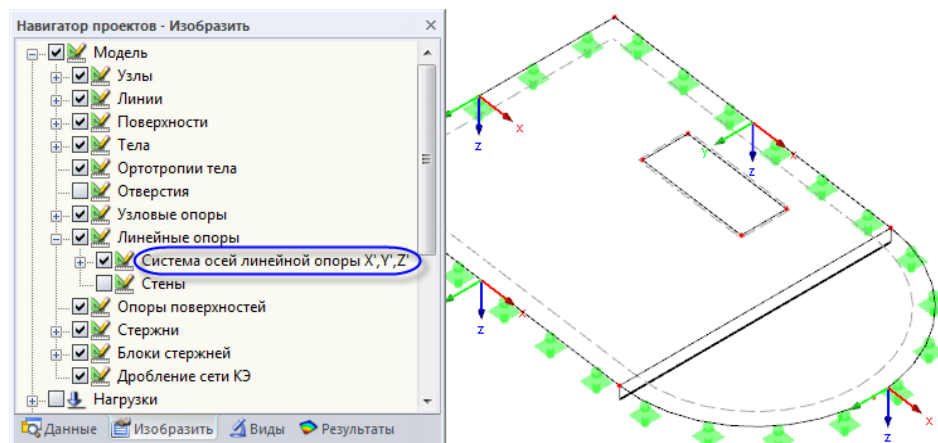 Навигатор проектов - Изобразить
Модель
Узлы
Линии
Поверхности
Тела
Ортотропии тела
Отверстия
Узловые опоры
Линейные опоры
Система осей линейной опоры X',Y',Z'
Стены
Опоры поверхностей
Стержни
Блоки стержней
Дробление сети КЭ
Нагрузки
Данные Изобразить Виды Результаты
x
z
x
y
z
x
z
x
z